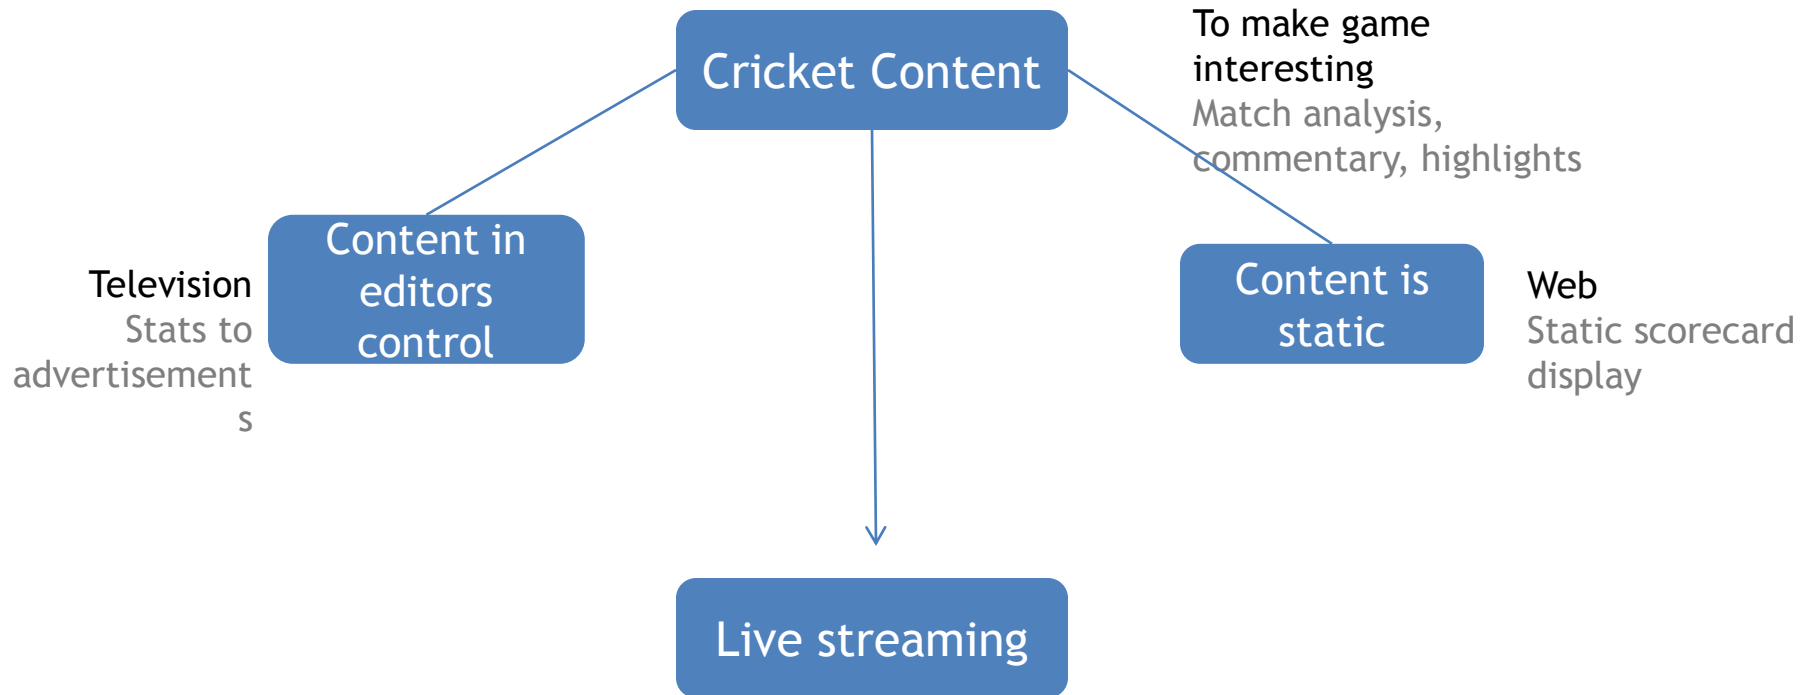 Cricket Content
To make game
interesting
Match analysis,
commentary, highlights
Content in
editors
control
Television
Stats to
advertisement
s
Content is
static
Web
Static scorecard
display
Live streaming